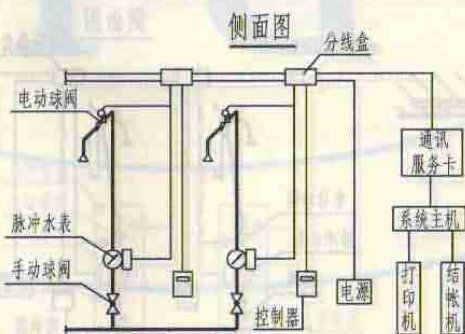 侧面图
分线盒
电动球阀
通讯
服务卡
脉冲水表
系统主机
手动球阀
控制器
电源
打印机
结帐机